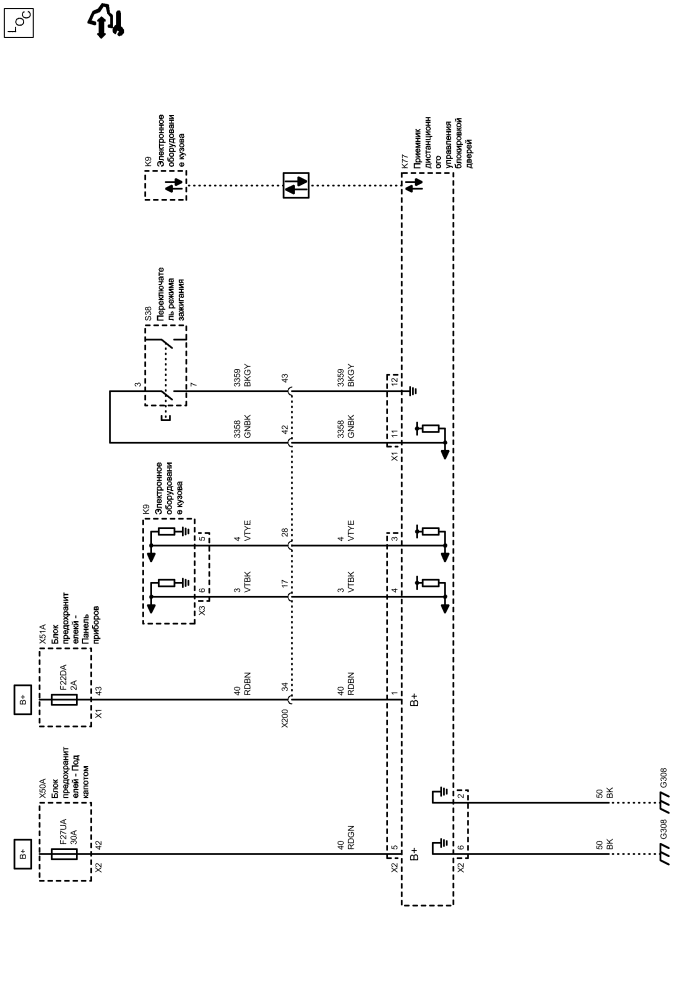 LOC
K9
Электронное
оборудовани
е кузова
K77
Приемник
дистанционн
ого
управления
блокировкой
дверей
S38
Переключате
ль режима
зажигания
3
7
3359
BKGY
43
3359
BKGY
12
3356
GNBK
42
3358
GNBK
11
X1
K9
Электронное
оборудовани
е кузова
5
4
VTYE
28
4
VTYE
3
6
X3
3
VTBK
17
3
VTBK
4
X51A
Блок
предохранит
елекй -
Панель
приборов
B+
F22DA
2A
43
X1
40
RDBN
34
X200
40
RDBN
1
B+
X50A
Блок
предохранит
елей - Под
капотом
B+
F27UA
30A
42
X2
40
RDGN
5
X2
B+
2
50
BK
G308
6
X2
50
BK
G308